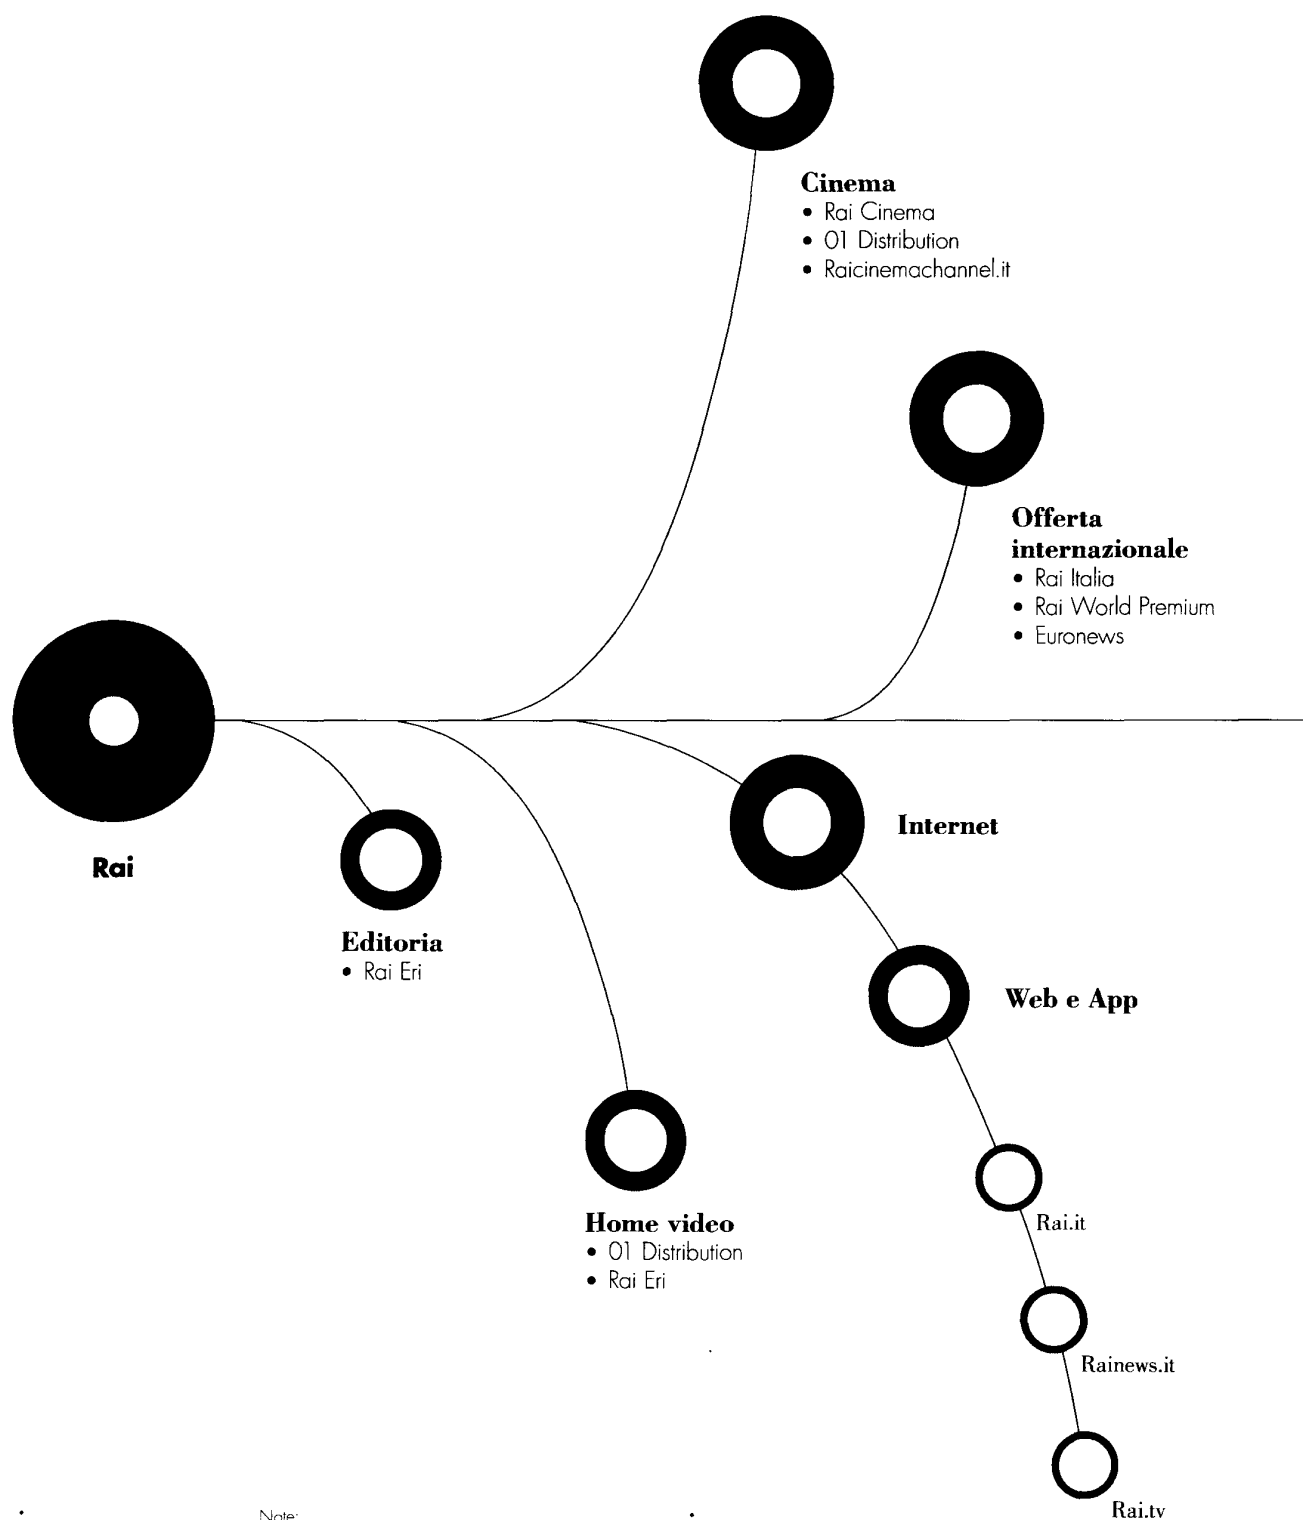 Cinema
• Rai Cinema
• 01 Distribution
• Raicinemachannel.it
Offerta
internazionale
• Rai Italia
• Rai World Premium
• Euronews
Rai
Internet
Editoria
• Rai Eri
Web e App
Home video
• 01 Distribution
• Rai Eri
Rai.it
Rainews.it
Rai.tv
Note: